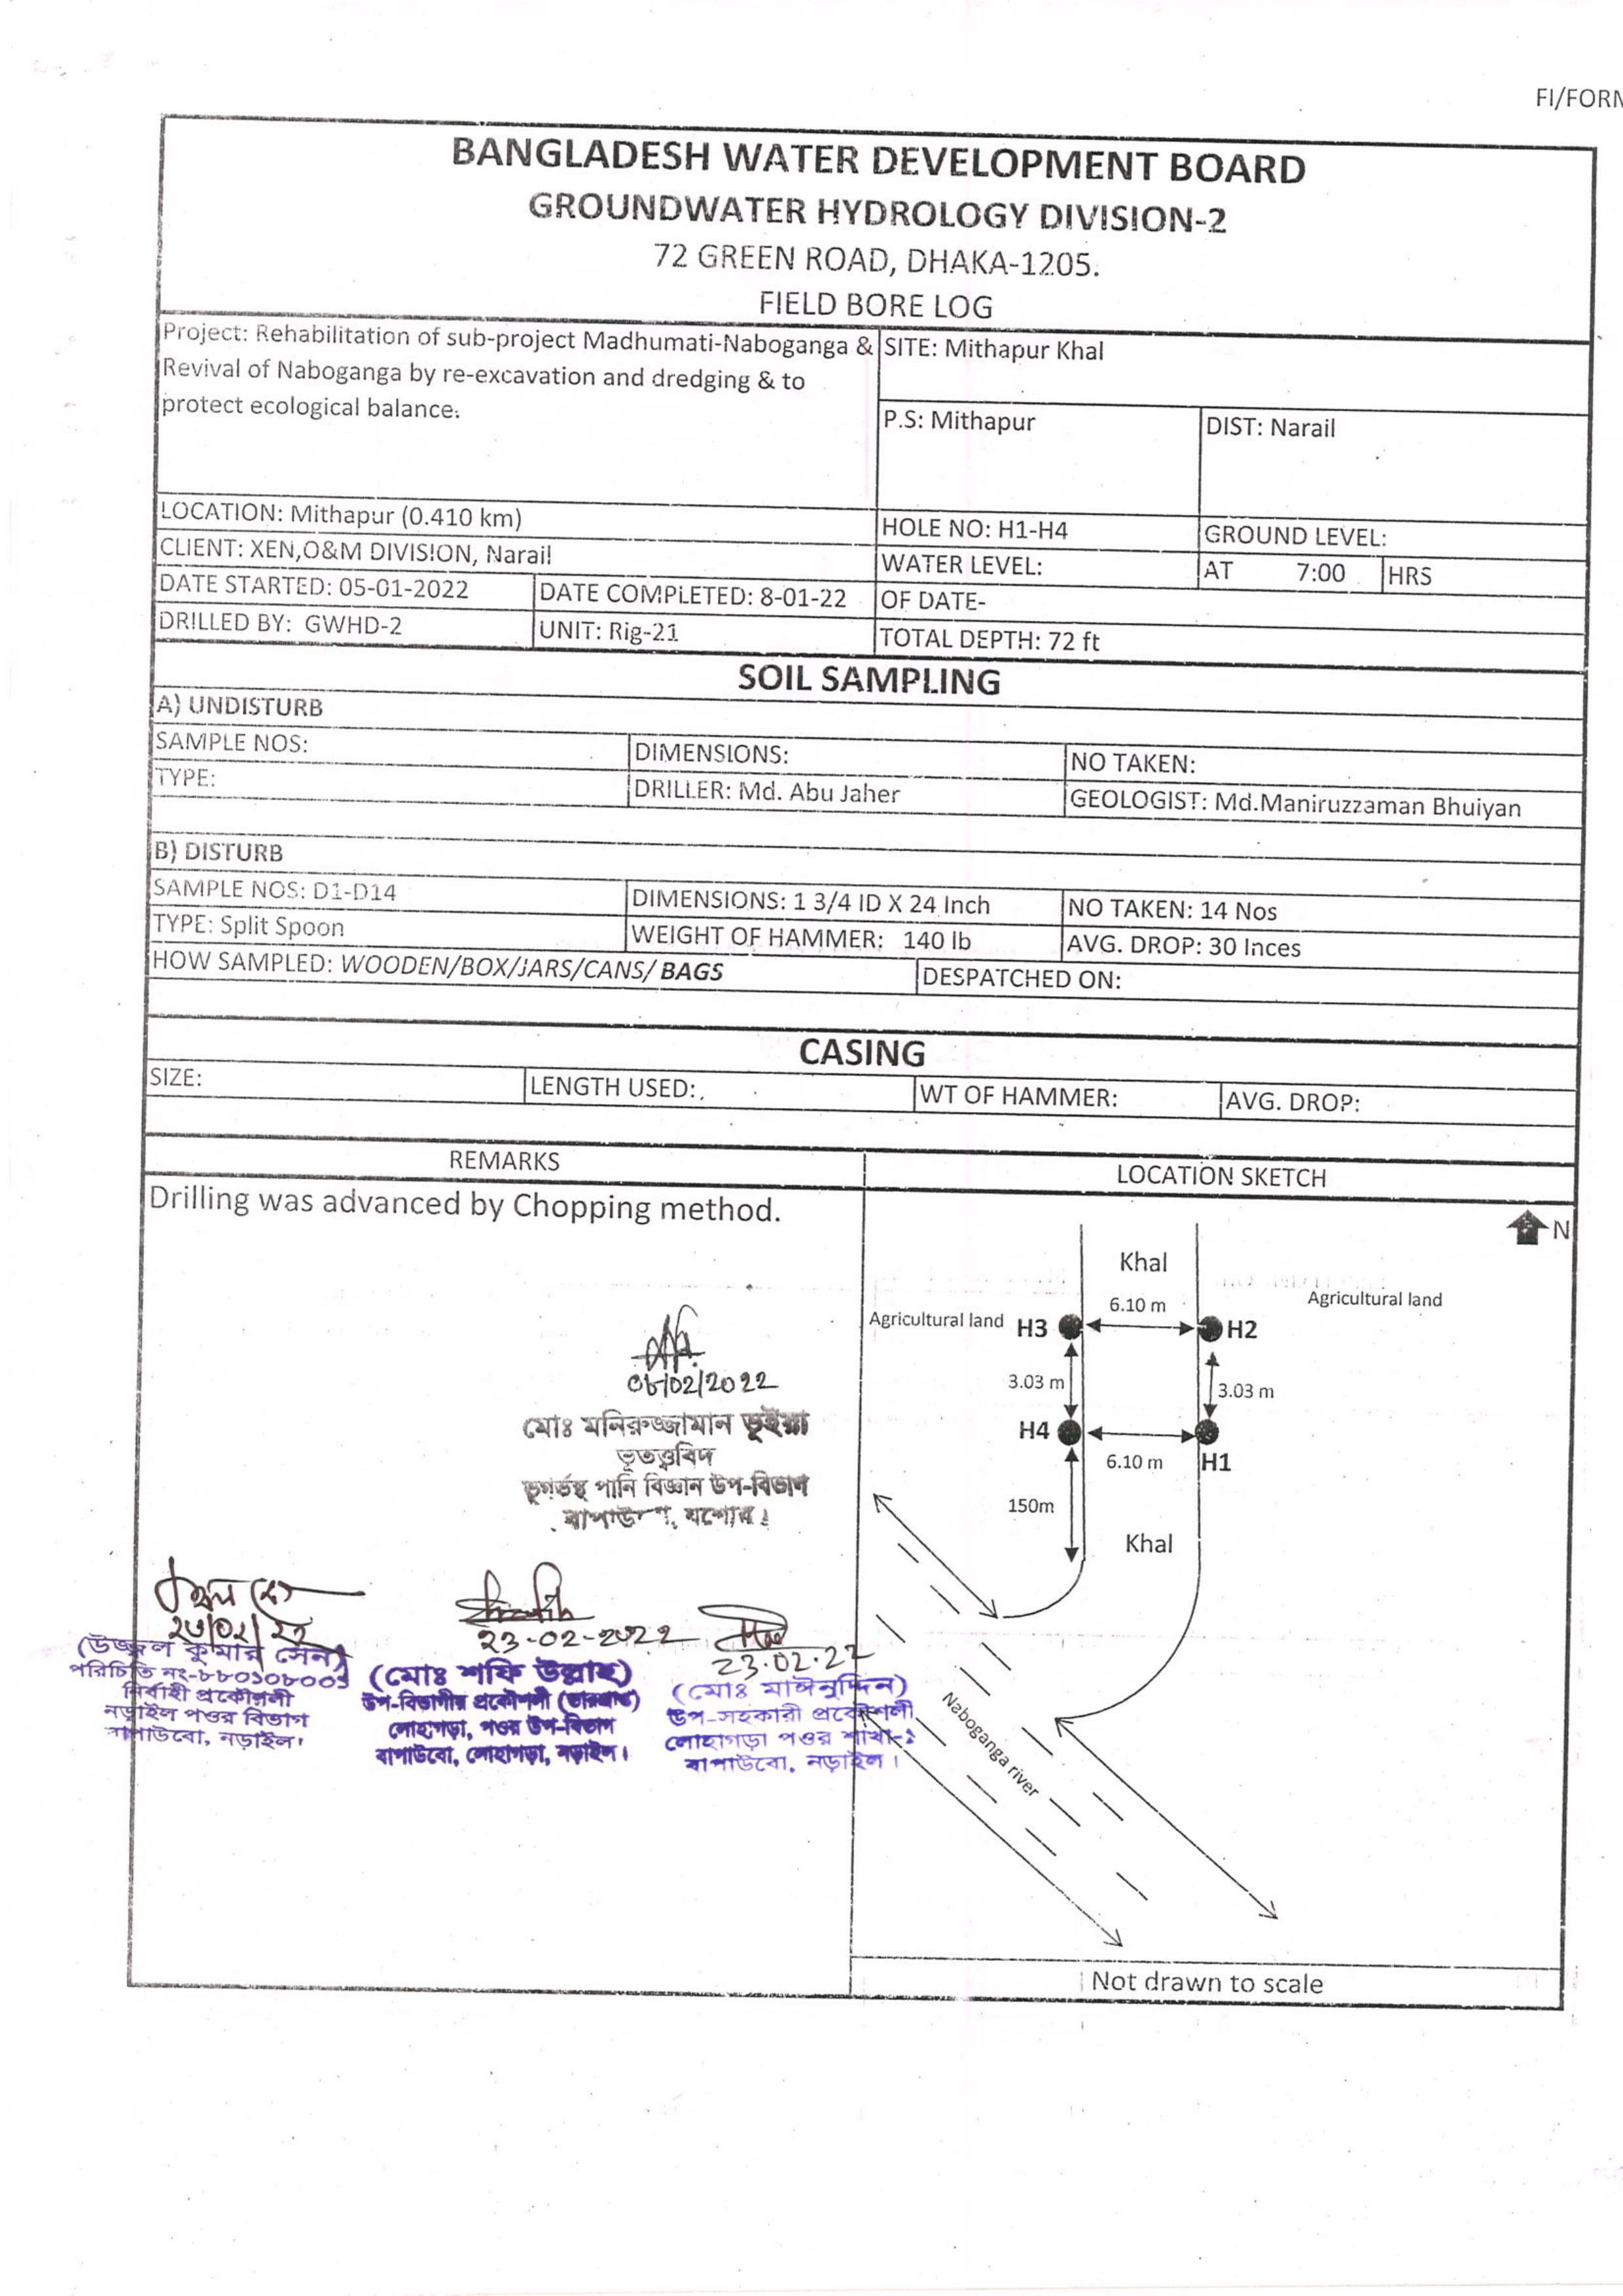 FI/FORM
BANGLADESH WATER DEVELOPMENT BOARD
GROUNDWATER HYDROLOGY DIVISION-2
72 GREEN ROAD, DHAKA-1205.
FIELD BORE LOG
Project: Rehabilitation of sub-project Madhumati-Naboganga &
Revival of Naboganga by re-excavation and dredging & to
protect ecological balance.
SITE: Mithapur Khal
P.S: Mithapur
DIST: Narail
LOCATION: Mithapur (0.410 km)
HOLE NO: H1-H4
GROUND LEVEL:
CLIENT: XEN,O&M DIVISION, Narail
WATER LEVEL:
AT 7:00 HRS
DATE STARTED: 05-01-2022
DATE COMPLETED: 8-01-22
OF DATE-
DRILLED BY: GWHD-2
UNIT: Rig-21
TOTAL DEPTH: 72 ft
SOIL SAMPLING
A) UNDISTURB
SAMPLE NOS:
DIMENSIONS:
NO TAKEN:
TYPE:
DRILLER: Md. Abu Jaher
GEOLOGIST: Md.Maniruzzaman Bhuiyan
B) DISTURB
SAMPLE NOS: D1-D14
DIMENSIONS: 1 3/4 ID X 24 Inch
NO TAKEN: 14 Nos
TYPE: Split Spoon
WEIGHT OF HAMMER: 140 lb
AVG. DROP: 30 Inces
HOW SAMPLED: WOODEN/BOX/JARS/CANS/ BAGS
DESPATCHED ON:
CASING
SIZE:
LENGTH USED:
WT OF HAMMER:
AVG. DROP:
REMARKS
LOCATION SKETCH
Drilling was advanced by Chopping method.
N
Khal
6.10 m
Agricultural land
Agricultural land
H3
H2
3.03 m
3.03 m
H4
6.10 m
H1
150m
Khal
Naboganga river
Not drawn to scale
08/02/2022
মোঃ মনিরুজ্জামান ভূইয়া
ভূতত্ত্ববিদ
ভূগর্ভস্থ পানি বিজ্ঞান উপ-বিভাগ
যশোর।
২৩/০২/২২
(উজ্জ্বল কুমার সেন)
পরিচিতি নং-৮৮০১০৮০০১
নির্বাহী প্রকৌশলী
নড়াইল পওর বিভাগ
বাপাউবো, নড়াইল।
23-02-2022
(মোঃ শফি উল্লাহ)
উপ-বিভাগীয় প্রকৌশলী (ভারপ্রাপ্ত)
লোহাগড়া, পওর উপ-বিভাগ
বাপাউবো, লোহাগড়া, নড়াইল।
23.02.22
(মোঃ মাঈনুদ্দিন)
উপ-সহকারী প্রকৌশলী
লোহাগড়া পওর শাখা-১
বাপাউবো, নড়াইল।